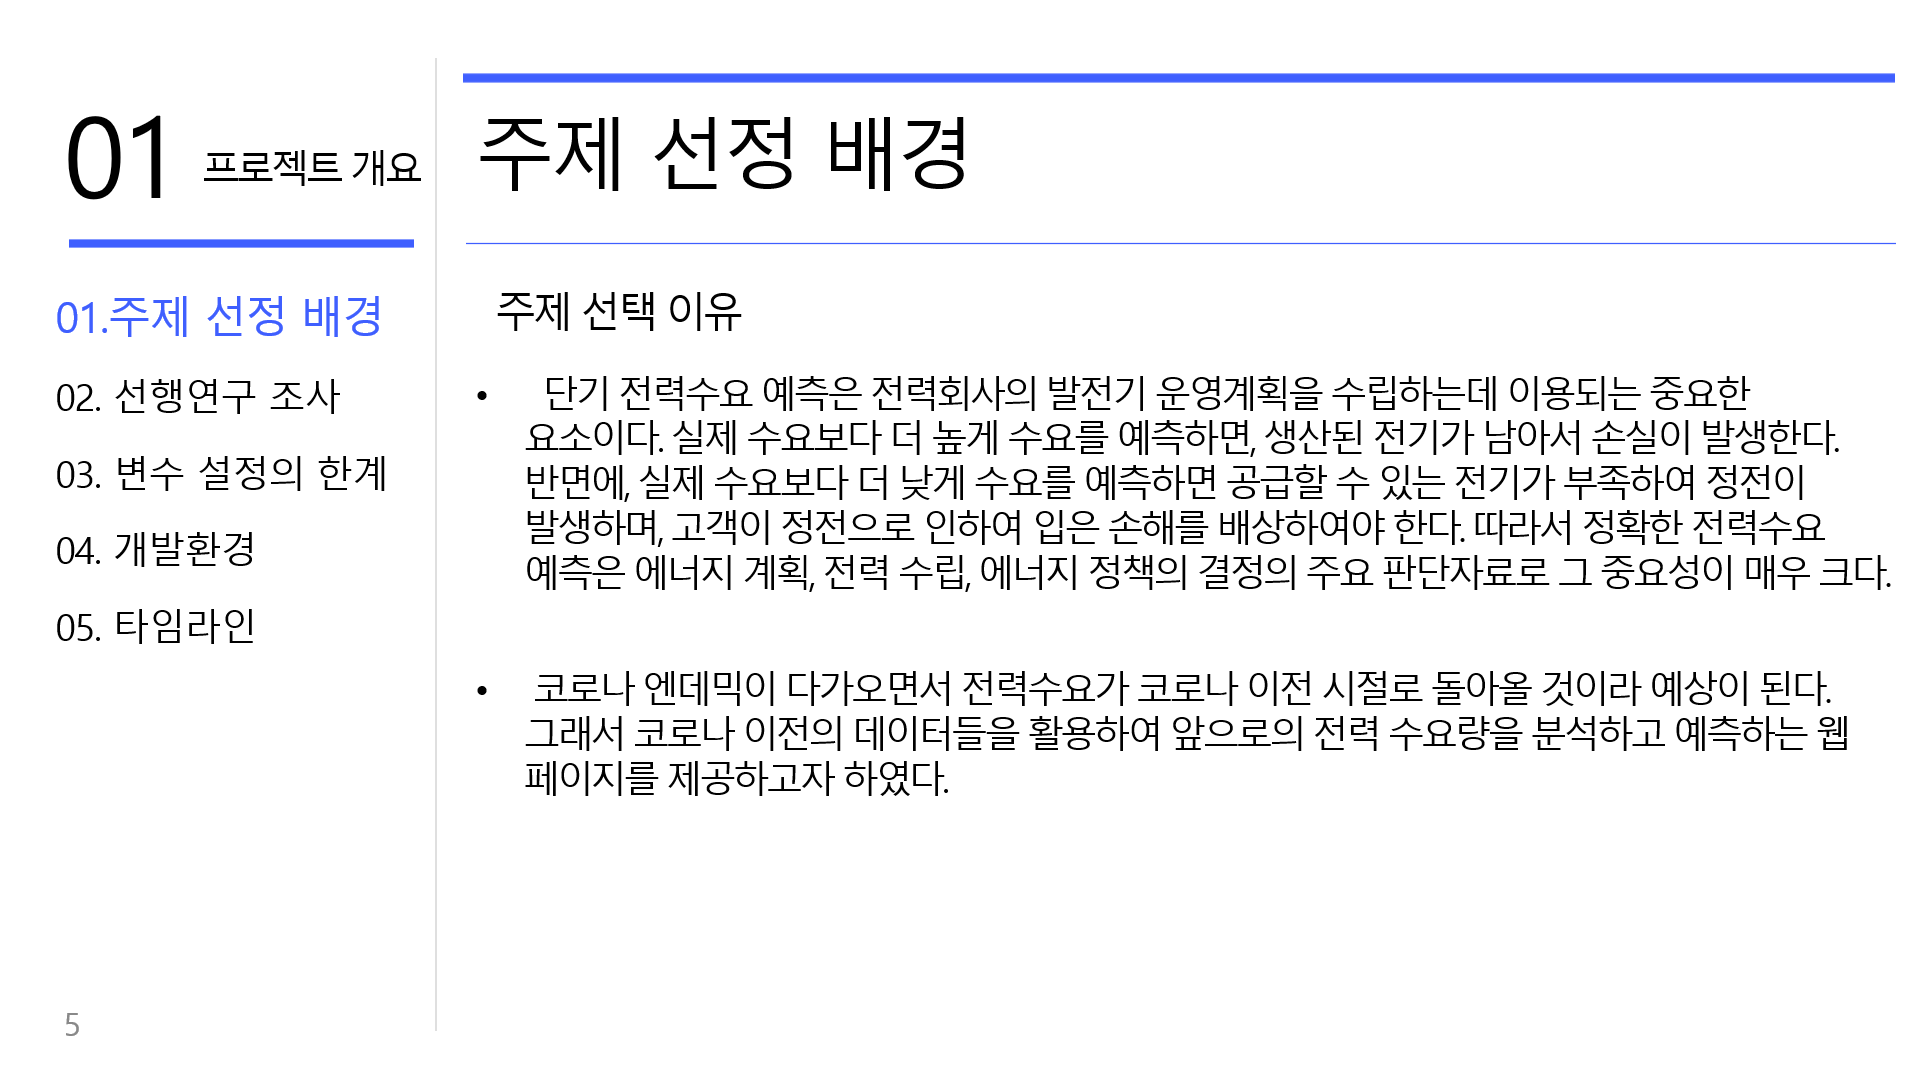 01 프로젝트 개요
01.주제 선정 배경
02. 선행연구 조사
03. 변수 설정의 한계
04. 개발환경
05. 타임라인
5
주제 선정 배경
주제 선택 이유
• 단기 전력수요 예측은 전력회사의 발전기 운영계획을 수립하는데 이용되는 중요한
요소이다. 실제 수요보다 더 높게 수요를 예측하면, 생산된 전기가 남아서 손실이 발생한다.
반면에, 실제 수요보다 더 낮게 수요를 예측하면 공급할 수 있는 전기가 부족하여 정전이
발생하며, 고객이 정전으로 인하여 입은 손해를 배상하여야 한다. 따라서 정확한 전력수요
예측은 에너지 계획, 전력 수립, 에너지 정책의 결정의 주요 판단자료로 그 중요성이 매우 크다.
• 코로나 엔데믹이 다가오면서 전력수요가 코로나 이전 시절로 돌아올 것이라 예상이 된다.
그래서 코로나 이전의 데이터들을 활용하여 앞으로의 전력 수요량을 분석하고 예측하는 웹
페이지를 제공하고자 하였다.